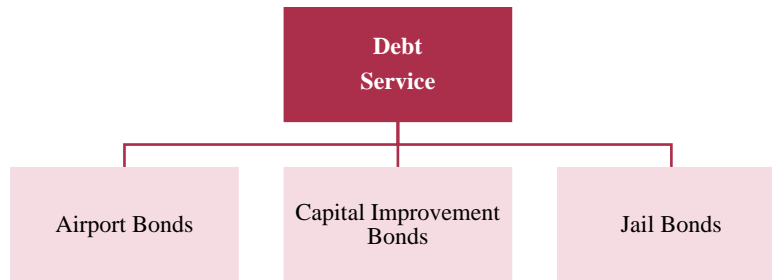 Debt
Service
Airport Bonds
Capital Improvement
Bonds
Jail Bonds